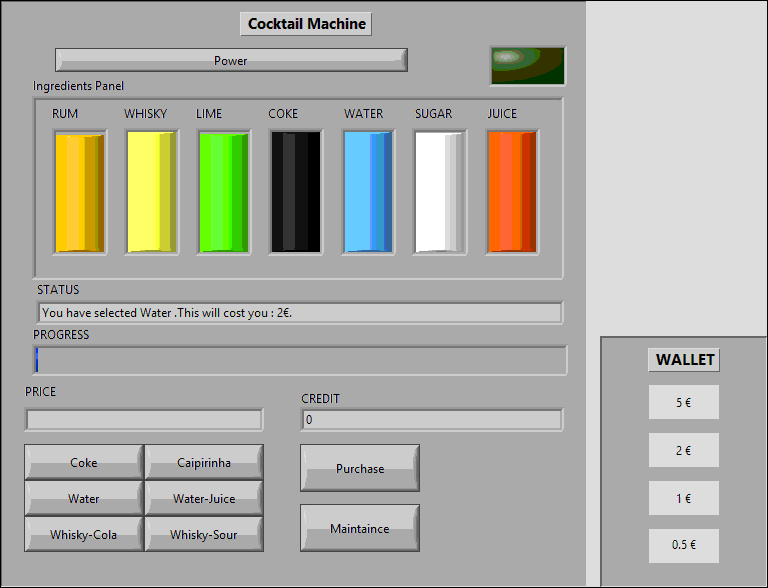 Cocktail Machine
Power
Ingredients Panel
RUM WHISKY LIME COKE WATER SUGAR JUICE
STATUS
You have selected Water .This will cost you : 2€.
PROGRESS
PRICE
CREDIT
0
Coke Caipirinha
Water Water-Juice
Whisky-Cola Whisky-Sour
Purchase
Maintaince
WALLET
5 €
2 €
1 €
0.5 €